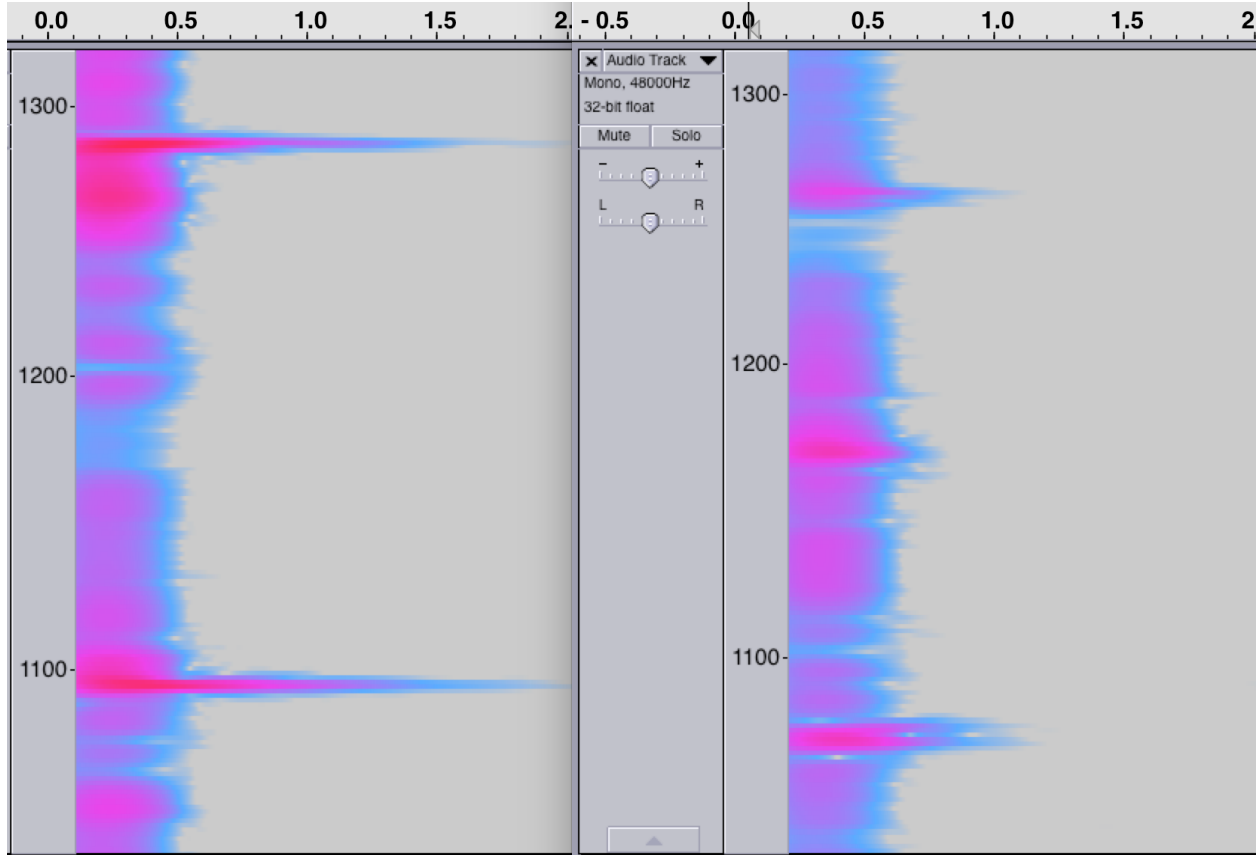 0.0 0.5 1.0 1.5 2.
1300
1200
1100
- 0.5 0.0 0.5 1.0 1.5 2
x Audio Track
Mono, 48000Hz
32-bit float
Mute Solo
- +
L R
1300
1200
1100